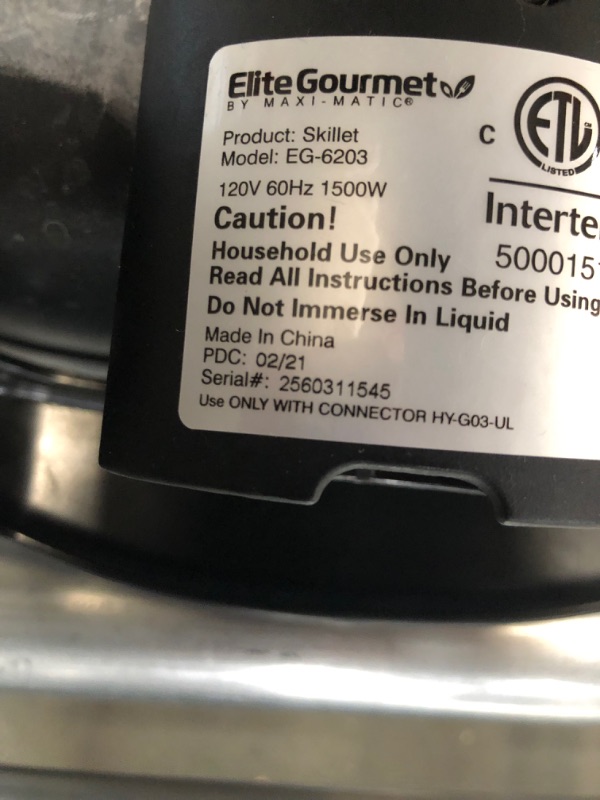 Elite Gourmet
BY MAXI-MATIC®
Product: Skillet
Model: EG-6203
120V 60Hz 1500W
Caution!
Household Use Only
Read All Instructions Before Using
Do Not Immerse In Liquid
Made In China
PDC: 02/21
Serial#: 2560311545
Use ONLY WITH CONNECTOR HY-G03-UL
C ETL
LISTED
Interte
500015